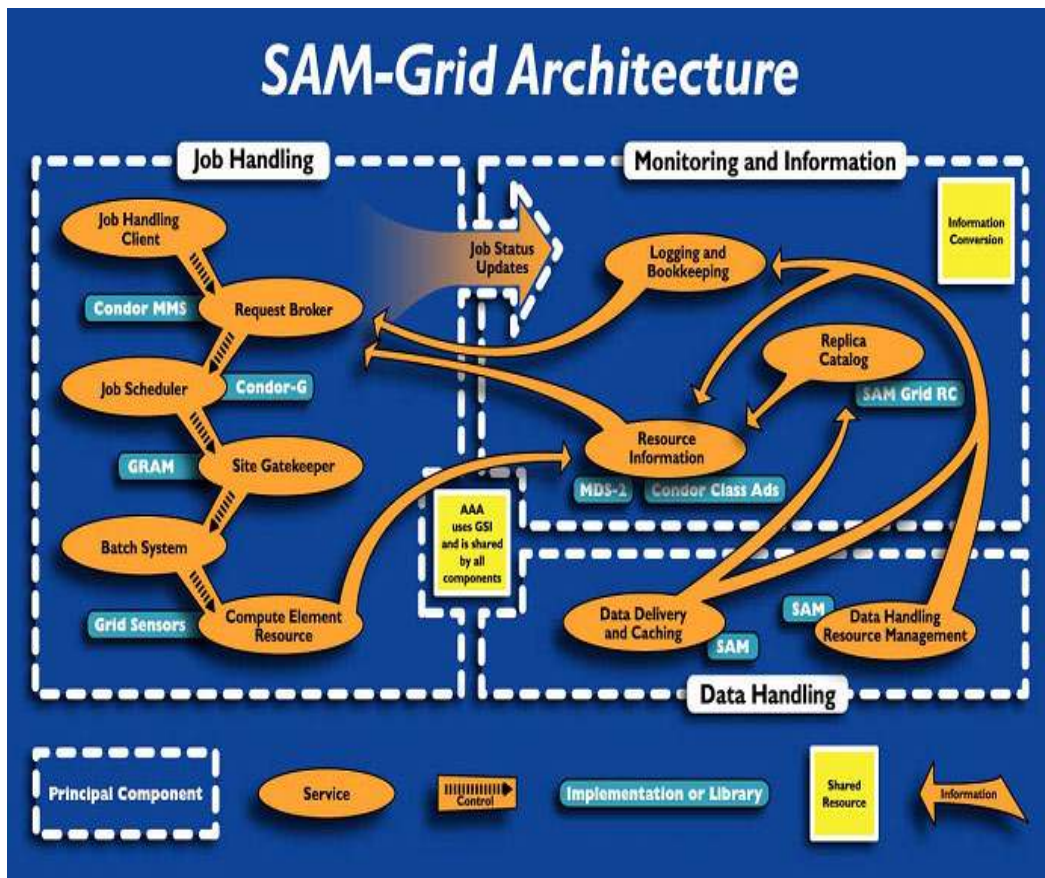 SAM-Grid Architecture
Job Handling
Monitoring and Information
Job Handling
Client
Condor MMS
Request Broker
Job Scheduler
Condor-G
GRAM
Site Gatekeeper
Batch System
Grid Sensors
Compute Element
Resource
Job Status
Updates
Logging and
Bookkeeping
Information
Conversion
Replica
Catalog
SAM Grid RC
Resource
Information
MDS-2
Condor Class Ads
AAA
uses GSI
and is shared
by all
components
Data Delivery
and Caching
SAM
SAM
Data Handling
Resource Management
Data Handling
Principal Component
Service
Control
Implementation or Library
Shared
Resource
Information